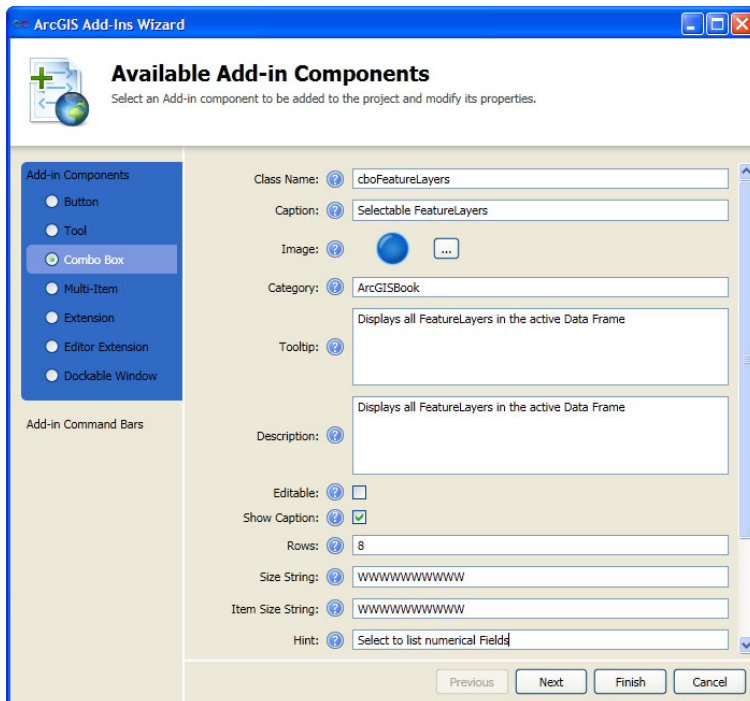 ArcGIS Add-Ins Wizard
Available Add-in Components
Select an Add-in component to be added to the project and modify its properties.
Add-in Components
Button
Tool
Combo Box
Multi-Item
Extension
Editor Extension
Dockable Window
Add-in Command Bars
Class Name: ? cboFeatureLayers
Caption: ? Selectable FeatureLayers
Image: ? ...
Category: ? ArcGISBook
Tooltip: ? Displays all FeatureLayers in the active Data Frame
Description: ? Displays all FeatureLayers in the active Data Frame
Editable: ?
Show Caption: ?
Rows: ? 8
Size String: ? WWWWWWWWWW
Item Size String: ? WWWWWWWWWW
Hint: ? Select to list numerical Fields
Previous Next Finish Cancel